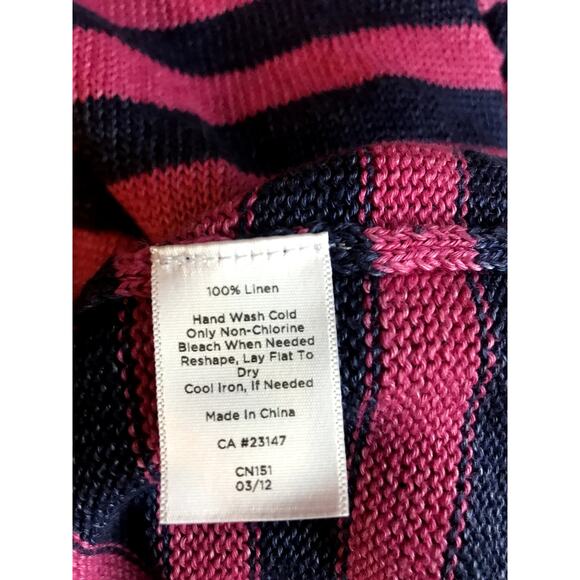 100% Linen
Hand Wash Cold
Only Non-Chlorine
Bleach When Needed
Reshape, Lay Flat To
Dry
Cool Iron, If Needed
Made In China
CA #23147
CN151
03/12